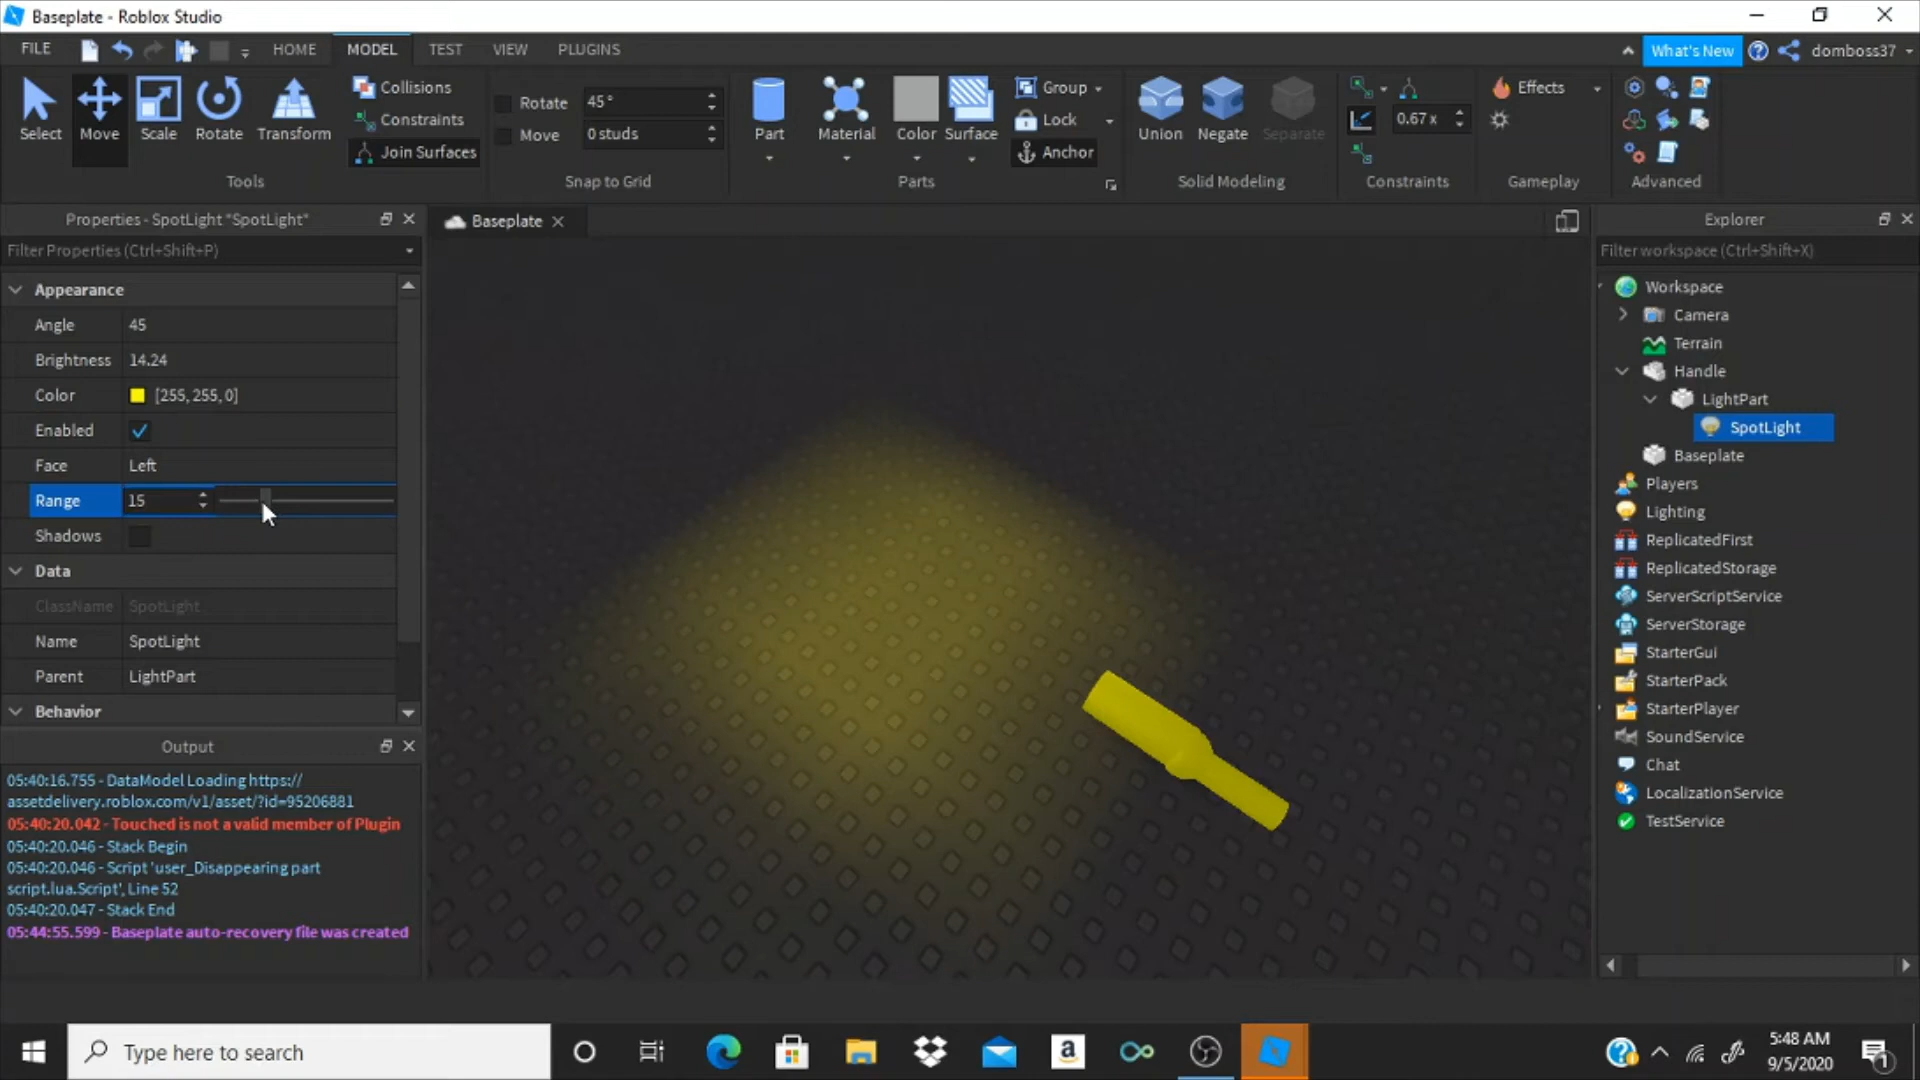 Baseplate - Roblox Studio
FILE HOME MODEL TEST VIEW PLUGINS What's New domboss37
Select Move Scale Rotate Transform
Collisions
Constraints
Join Surfaces
Tools
Rotate 45°
Move 0 studs
Snap to Grid
Part Material Color Surface
Group
Lock
Anchor
Parts
Union Negate Separate
Solid Modeling
0.67 x
Constraints
Effects
Gameplay
Advanced
Properties - SpotLight "SpotLight"
Filter Properties (Ctrl+Shift+P)
Appearance
Angle 45
Brightness 14.24
Color [255, 255, 0]
Enabled
Face Left
Range 15
Shadows
Data
ClassName SpotLight
Name SpotLight
Parent LightPart
Behavior
Output
05:40:16.755 - DataModel Loading https://
assetdelivery.roblox.com/v1/asset/?id=95206881
05:40:20.042 - Touched is not a valid member of Plugin
05:40:20.046 - Stack Begin
05:40:20.046 - Script 'user_Disappearing part
script.lua.Script', Line 52
05:40:20.047 - Stack End
05:44:55.599 - Baseplate auto-recovery file was created
Baseplate
Explorer
Filter workspace (Ctrl+Shift+X)
Workspace
Camera
Terrain
Handle
LightPart
SpotLight
Baseplate
Players
Lighting
ReplicatedFirst
ReplicatedStorage
ServerScriptService
ServerStorage
StarterGui
StarterPack
StarterPlayer
SoundService
Chat
LocalizationService
TestService
Type here to search
a
5:48 AM
9/5/2020
1